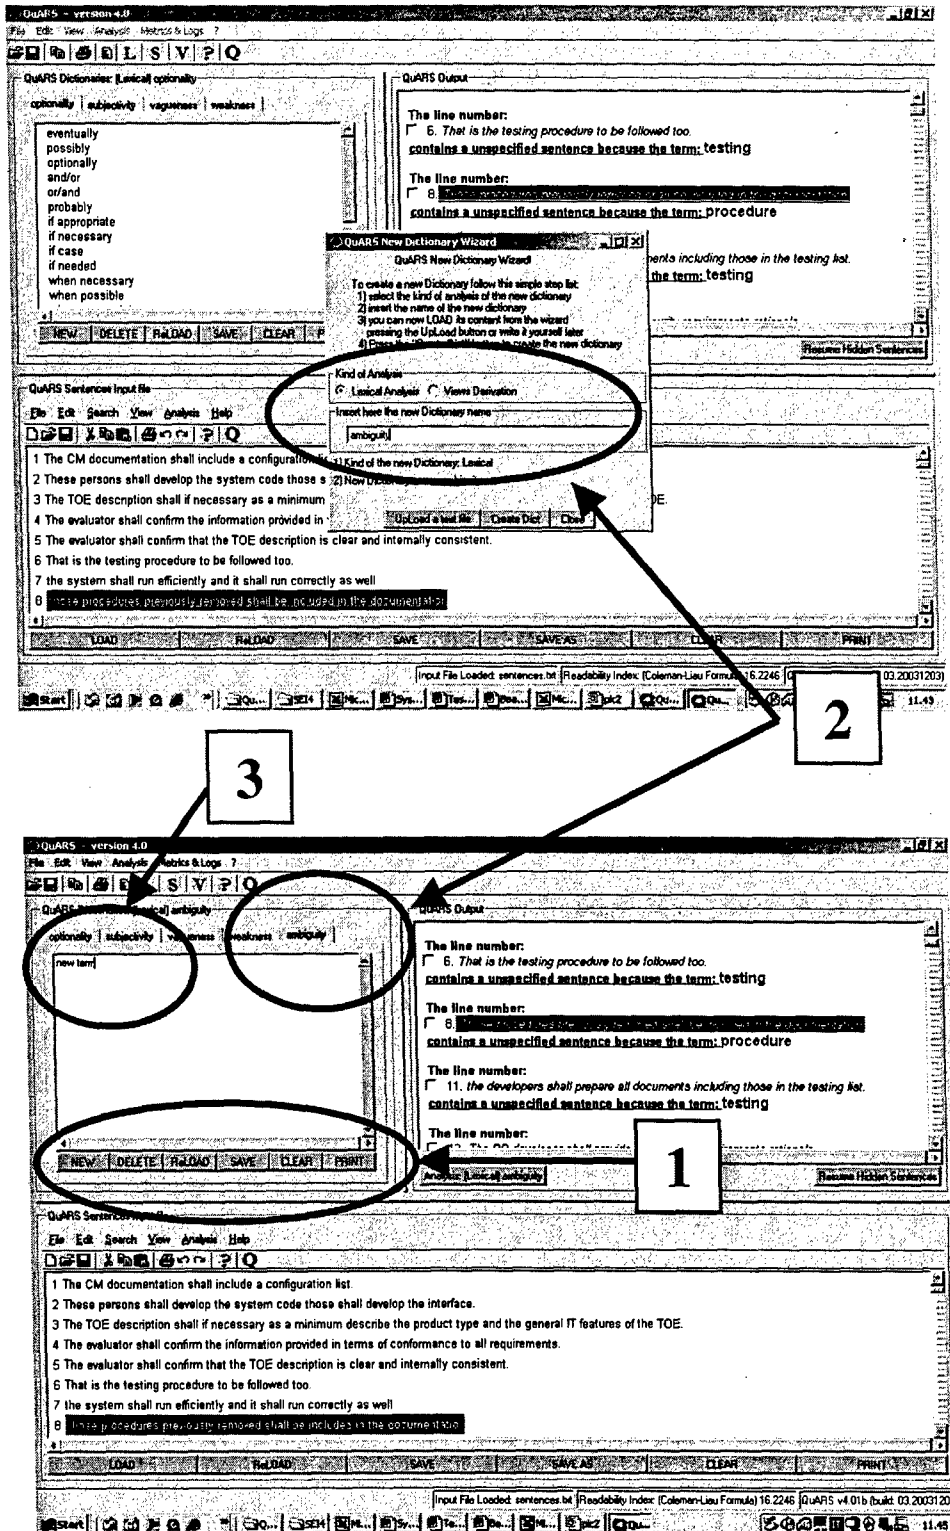 QuARS - version 4.0
File Edit View Analysis Metrics & Logs ?
L S V ? Q
QuARS Dictionaries: [Lexical] optionality
optionality subjectivity vagueness weakness
eventually
possibly
optionally
and/or
or/and
probably
if appropriate
if necessary
if case
if needed
when necessary
when possible
NEW DELETE ReLOAD SAVE CLEAR P
QuARS Output
The line number:
6. That is the testing procedure to be followed too.
contains a unspecified sentence because the term: testing
The line number:
8.
contains a unspecified sentence because the term: procedure
ments including those in the testing list.
the term: testing
Resume Hidden Sentences
QuARS New Dictionary Wizard
QuARS New Dictionary Wizard
To create a new Dictionary follow this simple step list:
1) select the kind of analysis of the new dictionary
2) insert the name of the new dictionary
3) you can now LOAD its content from the wizard
pressing the UpLoad button or write it yourself later
to create the new dictionary
Kind of Analysis
Lexical Analysis Views Derivation
Insert here the new Dictionary name
ambiguity
1) Kind of the new Dictionary: Lexical
2) New
UpLoad a text file Create Dict Close
QuARS Sentences Input file
File Edit Search View Analysis Help
? Q
1 The CM documentation shall include a configuration
2 These persons shall develop the system code those s
3 The TOE description shall if necessary as a minimum
4 The evaluator shall confirm the information provided in
5 The evaluator shall confirm that the TOE description is clear and internally consistent.
6 That is the testing procedure to be followed too.
7 the system shall run efficiently and it shall run correctly as well
8 Those procedures previously removed shall be included in the documentation
LOAD ReLOAD SAVE SAVE AS CLEAR PRINT
Input File Loaded: sentences.txt Readability Index: (Coleman-Liau Formula) 16.2246 03.20031203)
Start 11.45
2
3
QuARS - version 4.0
File Edit View Analysis Metrics & Logs ?
S V ? Q
ambiguity
optionality subjectivity vagueness weakness ambiguity
new term
NEW DELETE ReLOAD SAVE CLEAR PRINT
QuARS Output
The line number:
6. That is the testing procedure to be followed too.
contains a unspecified sentence because the term: testing
The line number:
8.
contains a unspecified sentence because the term: procedure
The line number:
11. the developers shall prepare all documents including those in the testing list.
contains a unspecified sentence because the term: testing
The line number:
Analysis: [Lexical] ambiguity
Resume Hidden Sentences
1
QuARS Sentences Input file
File Edit Search View Analysis Help
? Q
1 The CM documentation shall include a configuration list.
2 These persons shall develop the system code those shall develop the interface.
3 The TOE description shall if necessary as a minimum describe the product type and the general IT features of the TOE.
4 The evaluator shall confirm the information provided in terms of conformance to all requirements.
5 The evaluator shall confirm that the TOE description is clear and internally consistent.
6 That is the testing procedure to be followed too.
7 the system shall run efficiently and it shall run correctly as well
8 Those procedures previously removed shall be included in the documentation
LOAD ReLOAD SAVE SAVE AS CLEAR PRINT
Input File Loaded: sentences.txt Readability Index: (Coleman-Liau Formula) 16.2246 QuARS v4.01b (build: 03.2003120
Start 11.43